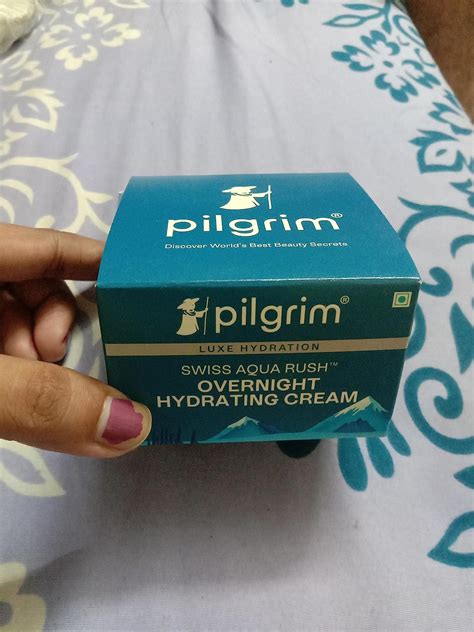 pilgrim®
Discover World's Best Beauty Secrets
pilgrim®
LUXE HYDRATION
SWISS AQUA RUSH™
OVERNIGHT
HYDRATING CREAM